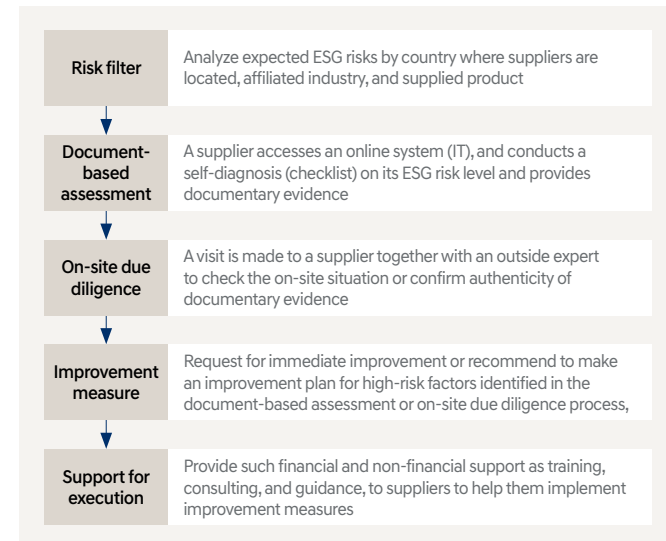 Risk filter
Analyze expected ESG risks by country where suppliers are
located, affiliated industry, and supplied product
Document-
based
assessment
A supplier accesses an online system (IT), and conducts a
self-diagnosis (checklist) on its ESG risk level and provides
documentary evidence
On-site due
diligence
A visit is made to a supplier together with an outside expert
to check the on-site situation or confirm authenticity of
documentary evidence
Improvement
measure
Request for immediate improvement or recommend to make
an improvement plan for high-risk factors identified in the
document-based assessment or on-site due diligence process,
Support for
execution
Provide such financial and non-financial support as training,
consulting, and guidance, to suppliers to help them implement
improvement measures